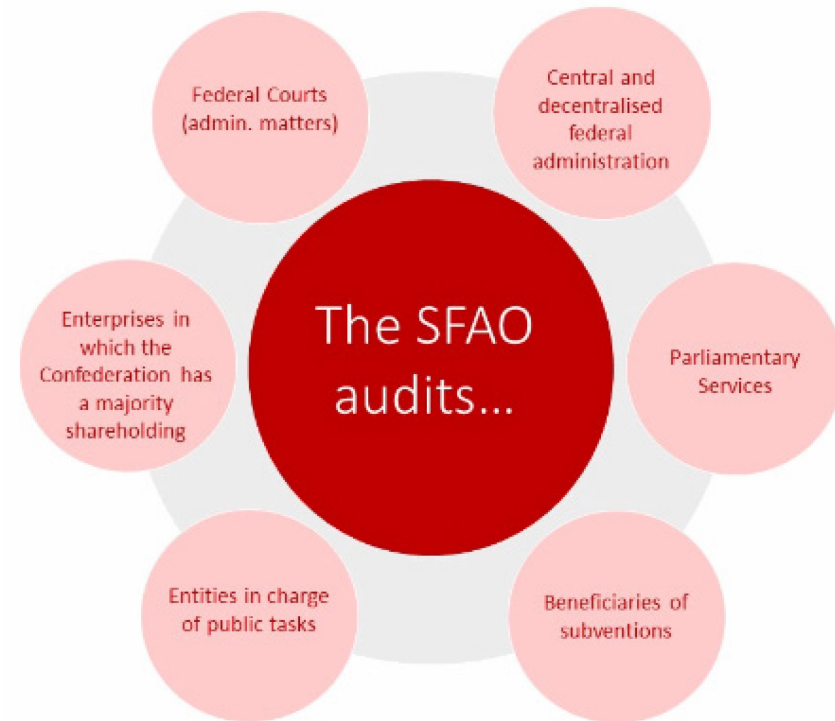 The SFAO
audits...
Federal Courts
(admin. matters)
Central and
decentralised
federal
administration
Enterprises in
which the
Confederation has
a majority
shareholding
Parliamentary
Services
Entities in charge
of public tasks
Beneficiaries of
subventions